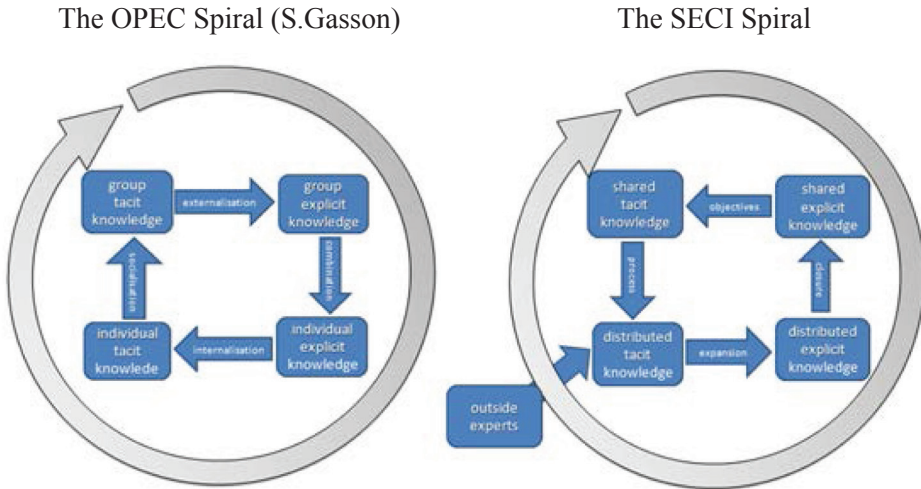 The OPEC Spiral (S.Gasson)
group
tacit
knowledge
externalisation
group
explicit
knowledge
socialisation
combination
individual
tacit
knowlede
internalisation
individual
explicit
knowledge
The SECI Spiral
shared
tacit
knowledge
objectives
shared
explicit
knowledge
process
closure
distributed
tacit
knowledge
expansion
distributed
explicit
knowledge
outside
experts